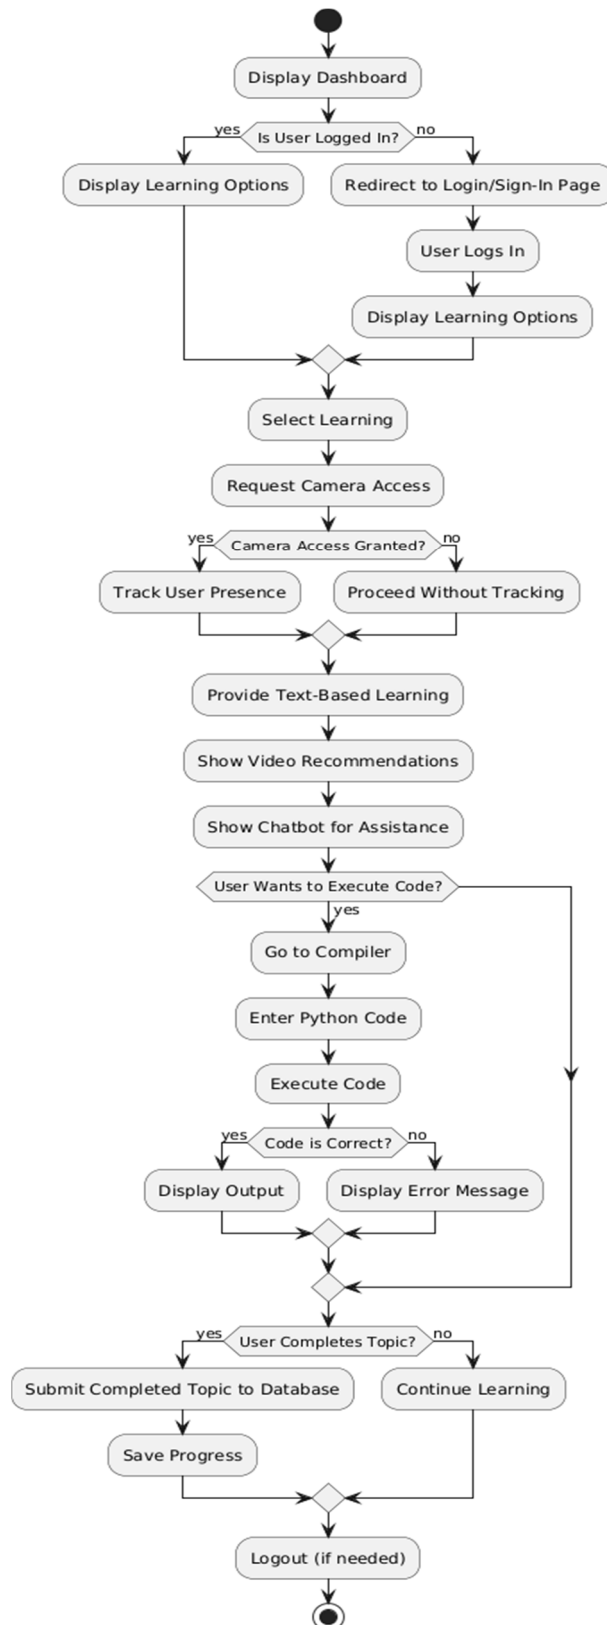 Display Dashboard
yes
Is User Logged In?
no
Display Learning Options
Redirect to Login/Sign-In Page
User Logs In
Display Learning Options
Select Learning
Request Camera Access
yes
Camera Access Granted?
no
Track User Presence
Proceed Without Tracking
Provide Text-Based Learning
Show Video Recommendations
Show Chatbot for Assistance
User Wants to Execute Code?
yes
Go to Compiler
Enter Python Code
Execute Code
yes
Code is Correct?
no
Display Output
Display Error Message
yes
User Completes Topic?
no
Submit Completed Topic to Database
Continue Learning
Save Progress
Logout (if needed)